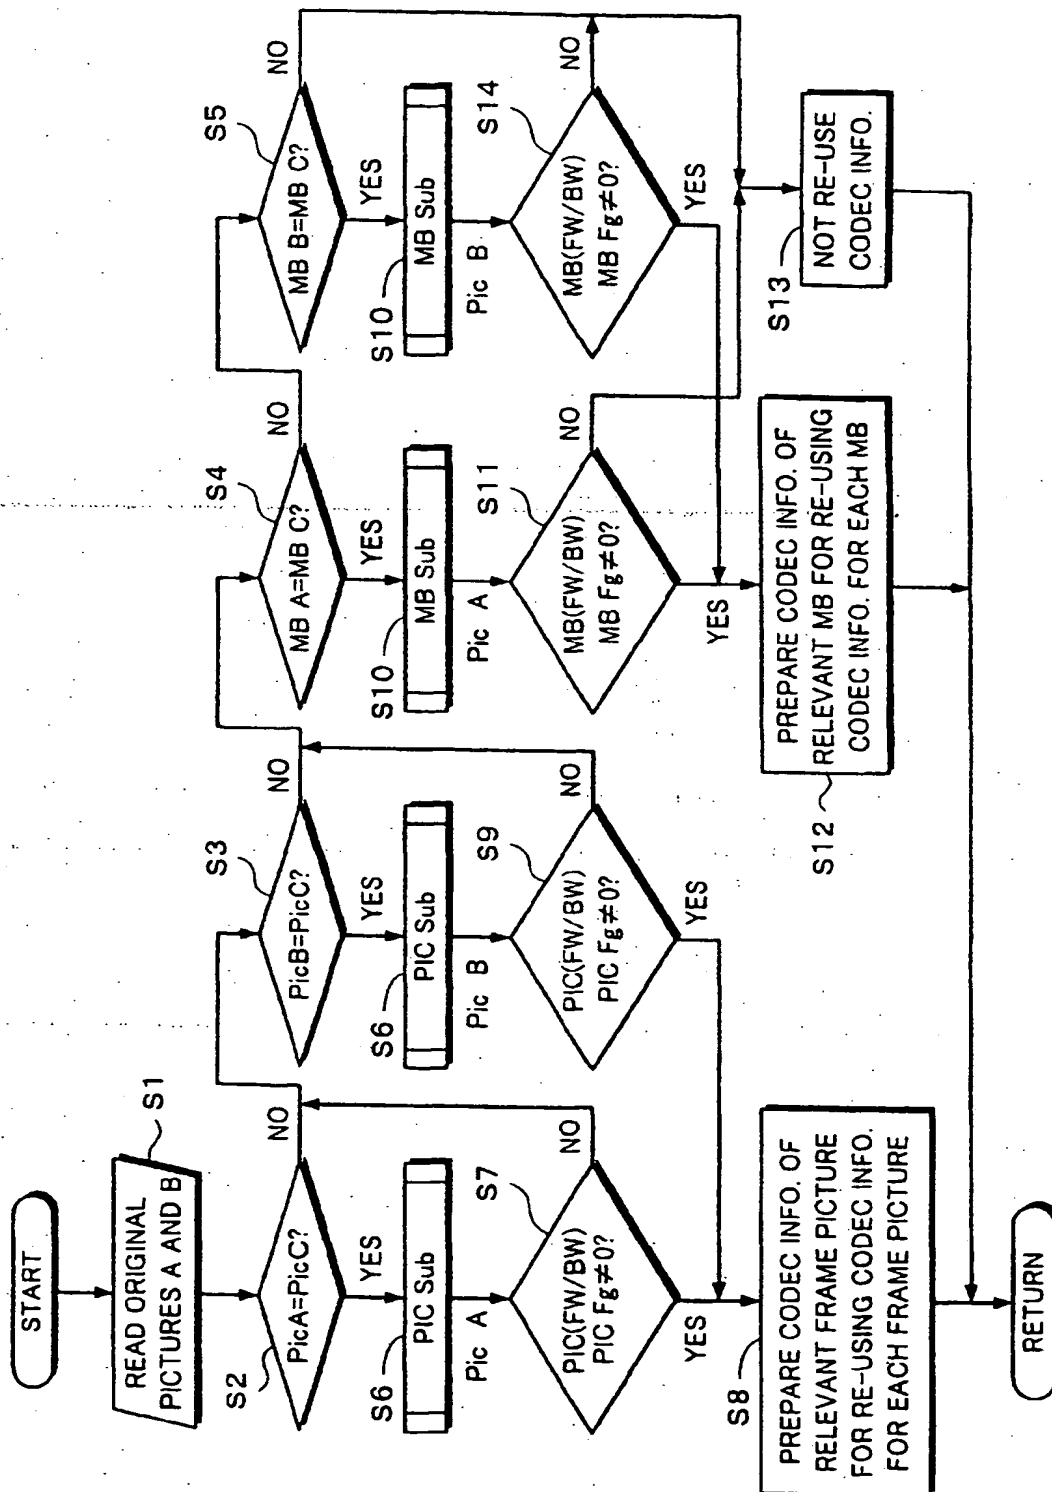 START
S1
READ ORIGINAL
PICTURES A AND B
S2
PicA=PicC?
NO
YES
S6
PIC Sub
Pic A
S7
PIC(FW/BW)
PIC Fg≠0?
NO
YES
S8
PREPARE CODEC INFO. OF
RELEVANT FRAME PICTURE
FOR RE-USING CODEC INFO.
FOR EACH FRAME PICTURE
RETURN
S3
PicB=PicC?
NO
YES
S6
PIC Sub
Pic B
S9
PIC(FW/BW)
PIC Fg≠0?
NO
YES
S4
MB A=MB C?
NO
YES
S10
MB Sub
Pic A
S11
MB(FW/BW)
MB Fg≠0?
NO
YES
S12
PREPARE CODEC INFO. OF
RELEVANT MB FOR RE-USING
CODEC INFO. FOR EACH MB
S5
MB B=MB C?
NO
YES
S10
MB Sub
Pic B
S14
MB(FW/BW)
MB Fg≠0?
NO
YES
S13
NOT RE-USE
CODEC INFO.